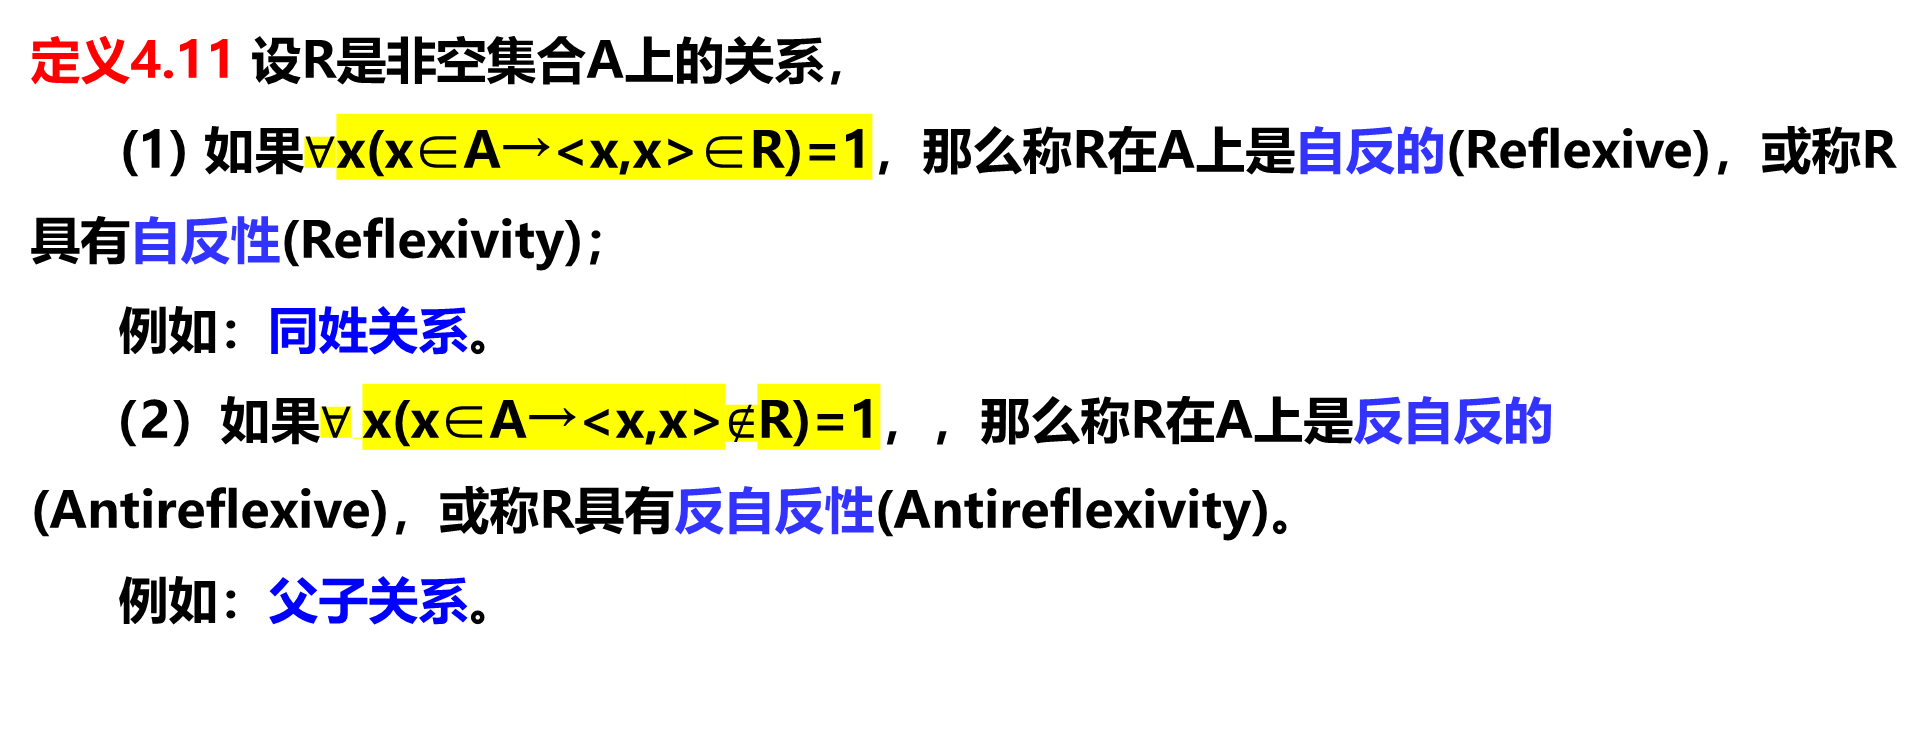 定义4.11 设R是非空集合A上的关系，
(1) 如果∀x(x∈A→<x,x>∈R)=1，那么称R在A上是自反的(Reflexive)，或称R
具有自反性(Reflexivity)；
例如：同姓关系。
（2）如果∀ x(x∈A→<x,x>∉R)=1，，那么称R在A上是反自反的
(Antireflexive)，或称R具有反自反性(Antireflexivity)。
例如：父子关系。